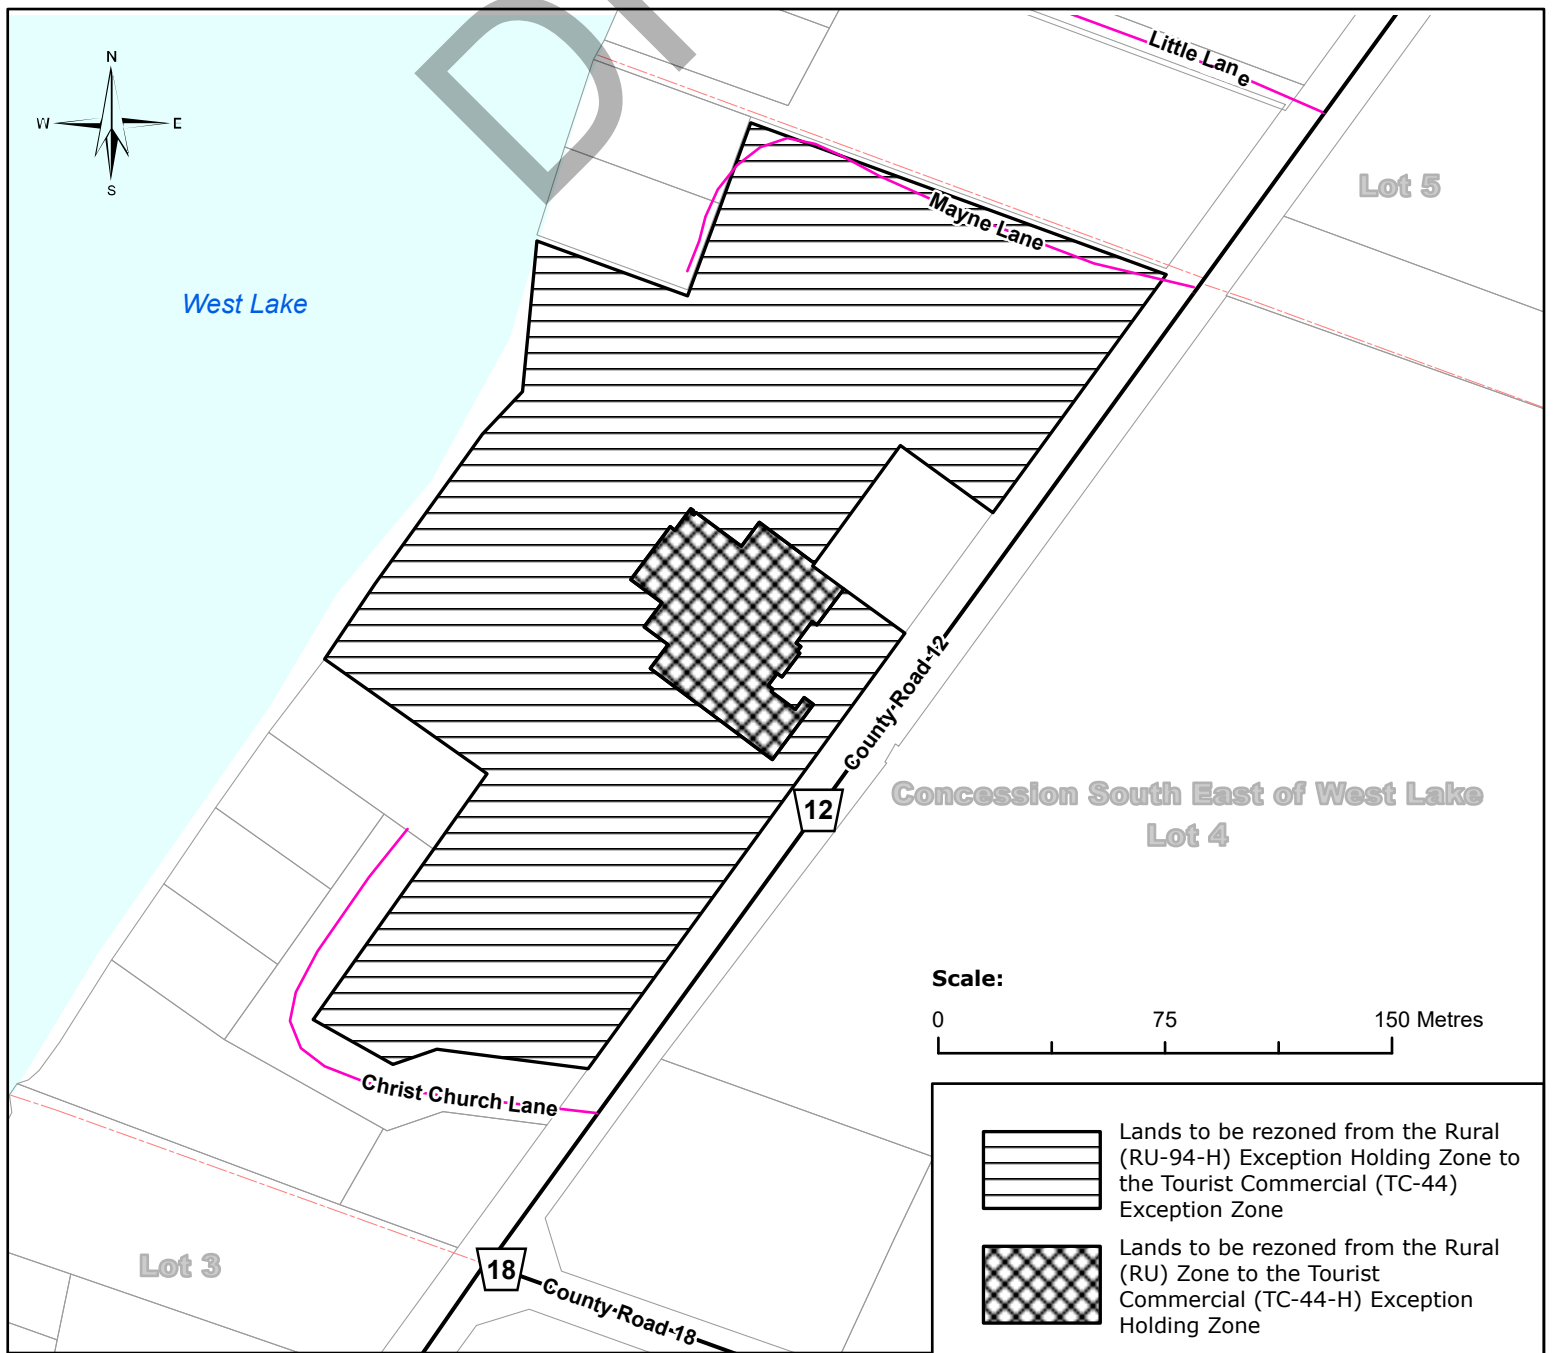 N
W E
S
Little Lane
Lot 5
Mayne Lane
West Lake
County Road 12
12
Concession South East of West Lake
Lot 4
Scale:
0 75 150 Metres
Christ Church Lane
Lands to be rezoned from the Rural
(RU-94-H) Exception Holding Zone to
the Tourist Commercial (TC-44)
Exception Zone
Lot 3
18
County Road 18
Lands to be rezoned from the Rural
(RU) Zone to the Tourist
Commercial (TC-44-H) Exception
Holding Zone